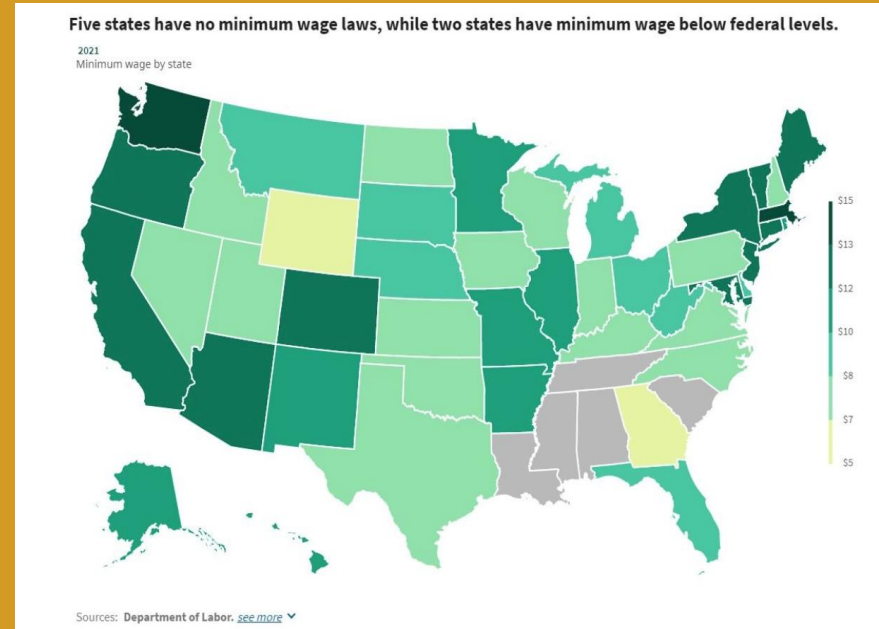 Five states have no minimum wage laws, while two states have minimum wage below federal levels.
2021
Minimum wage by state
$15
$13
$12
$10
$8
$7
$5
Sources: Department of Labor. see more